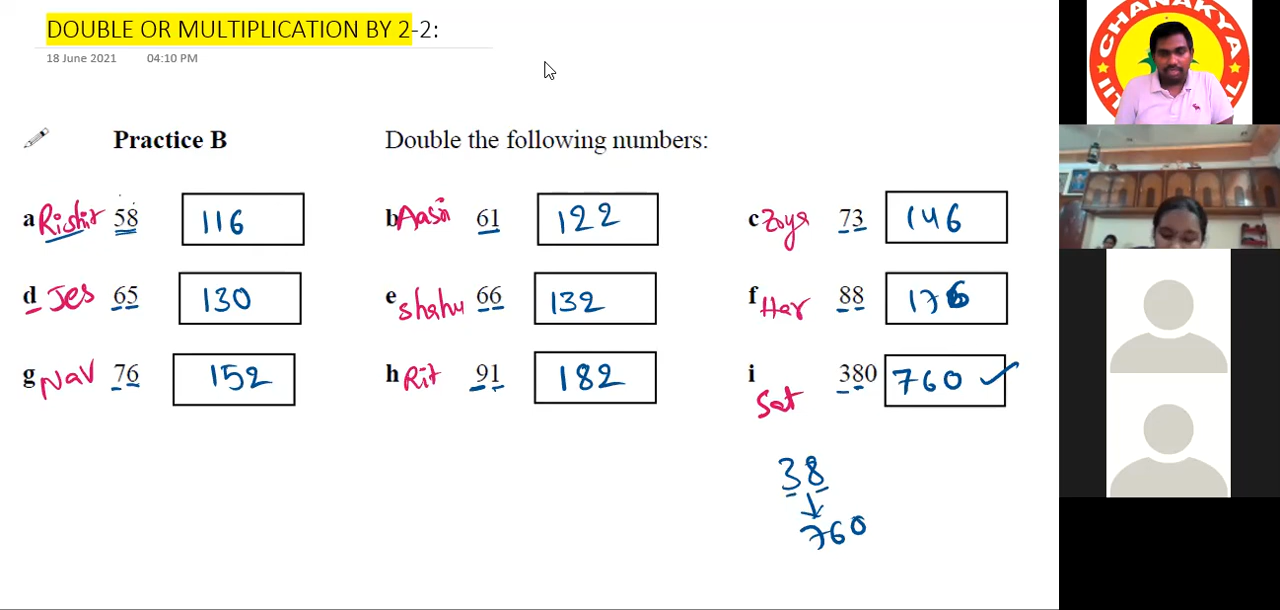 DOUBLE OR MULTIPLICATION BY 2-2:
18 June 2021 04:10 PM
Practice B Double the following numbers:
a Rishit 58 116 b Aasri 61 122 c Zoya 73 146
d Jes 65 130 e Shahu 66 132 f Har 88 176
g Nav 76 152 h Rit 91 182 i Sat 380 760
38
760
CHANAKYA